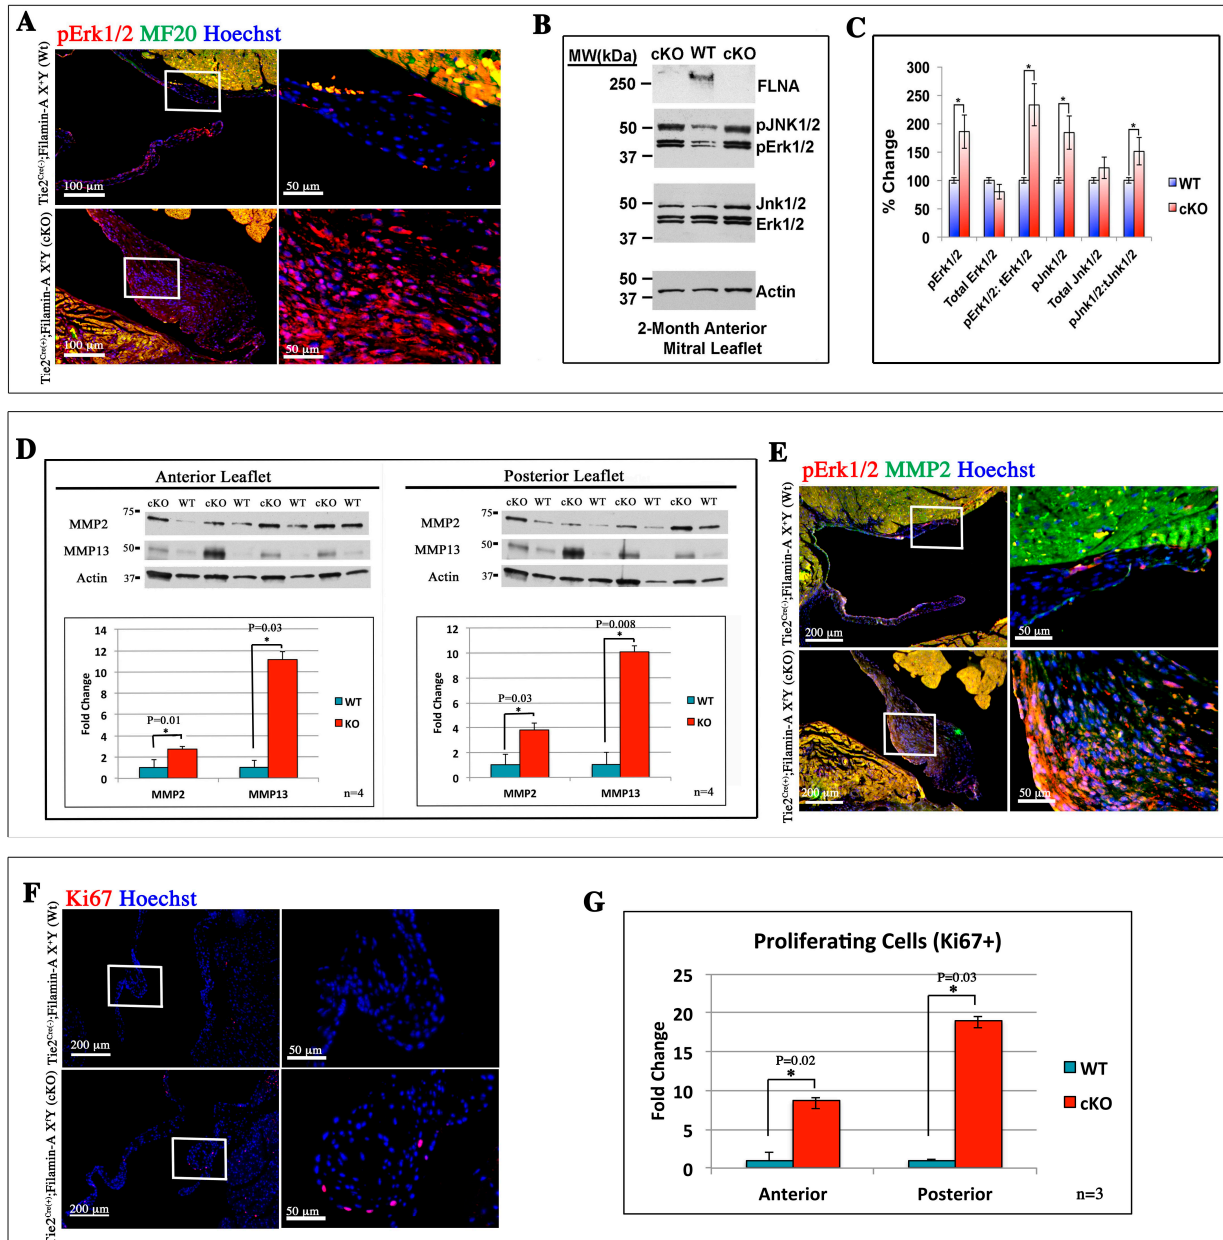 A
pErk1/2 MF20 Hoechst
Tie2Cre(-);Filamin-A X+Y (Wt)
100 µm
50 µm
Tie2Cre(+);Filamin-A XfY (cKO)
100 µm
50 µm
B
MW(kDa) cKO WT cKO
250 FLNA
50 pJNK1/2
pErk1/2
37
50 Jnk1/2
Erk1/2
37
50
37 Actin
2-Month Anterior
Mitral Leaflet
C
% Change
300
250
200
150
100
50
0
* * * *
WT
cKO
pErk1/2
Total Erk1/2
pErk1/2: tErk1/2
pJnk1/2
Total Jnk1/2
pJnk1/2:tJnk1/2
D
Anterior Leaflet
cKO WT cKO WT cKO WT cKO WT
75
MMP2
MMP13 50
Actin 37
Fold Change
14
12
10
8
6
4
2
0
P=0.01
*
P=0.03
*
WT
KO
MMP2 MMP13 n=4
Posterior Leaflet
cKO WT cKO WT cKO WT cKO WT
75
MMP2
MMP13 50
Actin 37
Fold Change
12
10
8
6
4
2
0
P=0.03
*
P=0.008
*
WT
KO
MMP2 MMP13 n=4
E
pErk1/2 MMP2 Hoechst
Tie2Cre(-);Filamin-A X+Y (Wt)
200 µm
50 µm
Tie2Cre(+);Filamin-A XfY (cKO)
200 µm
50 µm
F
Ki67 Hoechst
Tie2Cre(-);Filamin-A X+Y (Wt)
200 µm
50 µm
Tie2Cre(+);Filamin-A XfY (cKO)
200 µm
50 µm
G
Proliferating Cells (Ki67+)
Fold Change
25
20
15
10
5
0
P=0.02
*
P=0.03
*
WT
cKO
Anterior Posterior n=3